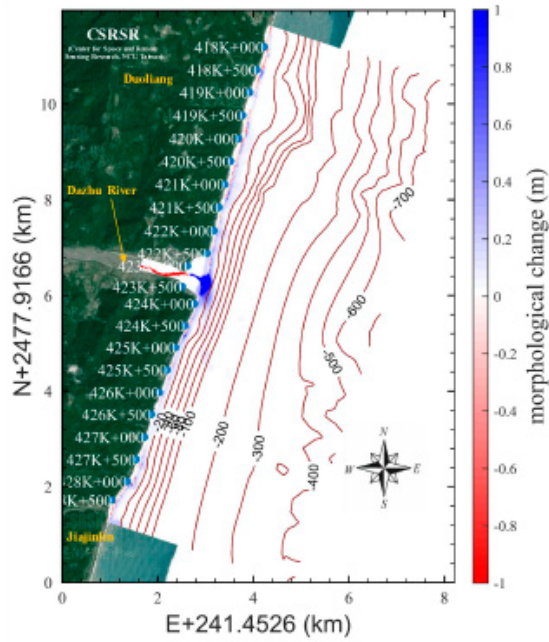 CSRSR
(Center for Space and Remote
Sensing Research, NCU Taiwan)
Duoliang
418K+000
418K+500
419K+000
419K+500
420K+000
420K+500
421K+000
421K+500
Dazhu River
422K+000
422K+500
423K+500
424K+000
424K+500
425K+000
425K+500
426K+000
426K+500
427K+000
427K+500
428K+000
Jiajinlin
-100
-200
-300
-400
-500
-600
-700
N
W E
S
0
2
4
6
8
10
N+2477.9166 (km)
0 2 4 6 8
E+241.4526 (km)
1
0.8
0.6
0.4
0.2
0
-0.2
-0.4
-0.6
-0.8
-1
morphological change (m)